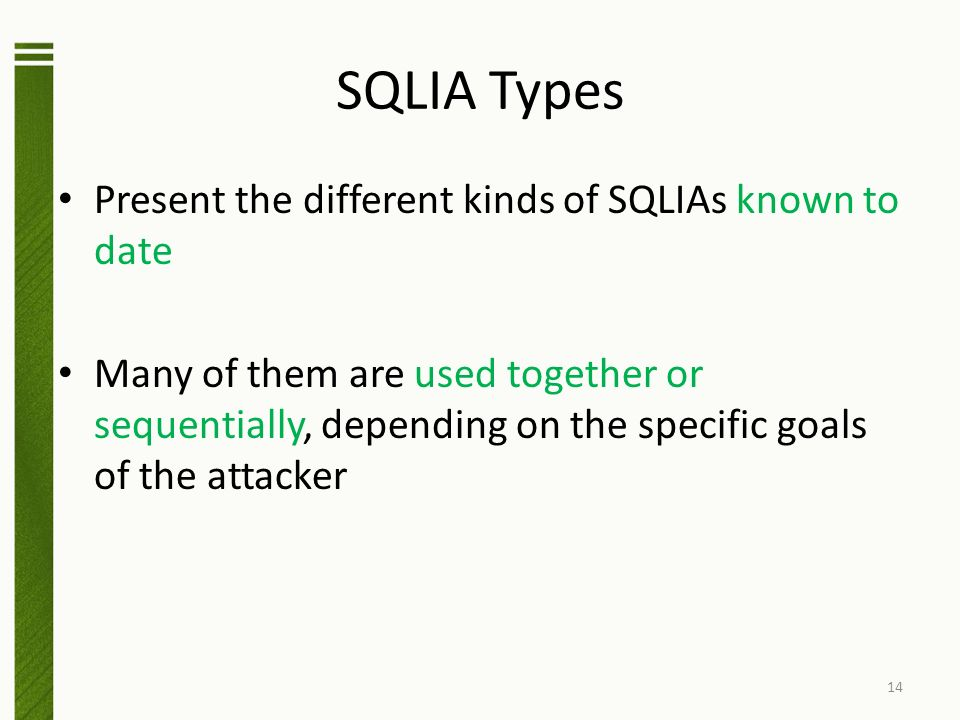 SQLIA Types
• Present the different kinds of SQLIAs known to
date
• Many of them are used together or
sequentially, depending on the specific goals
of the attacker
14